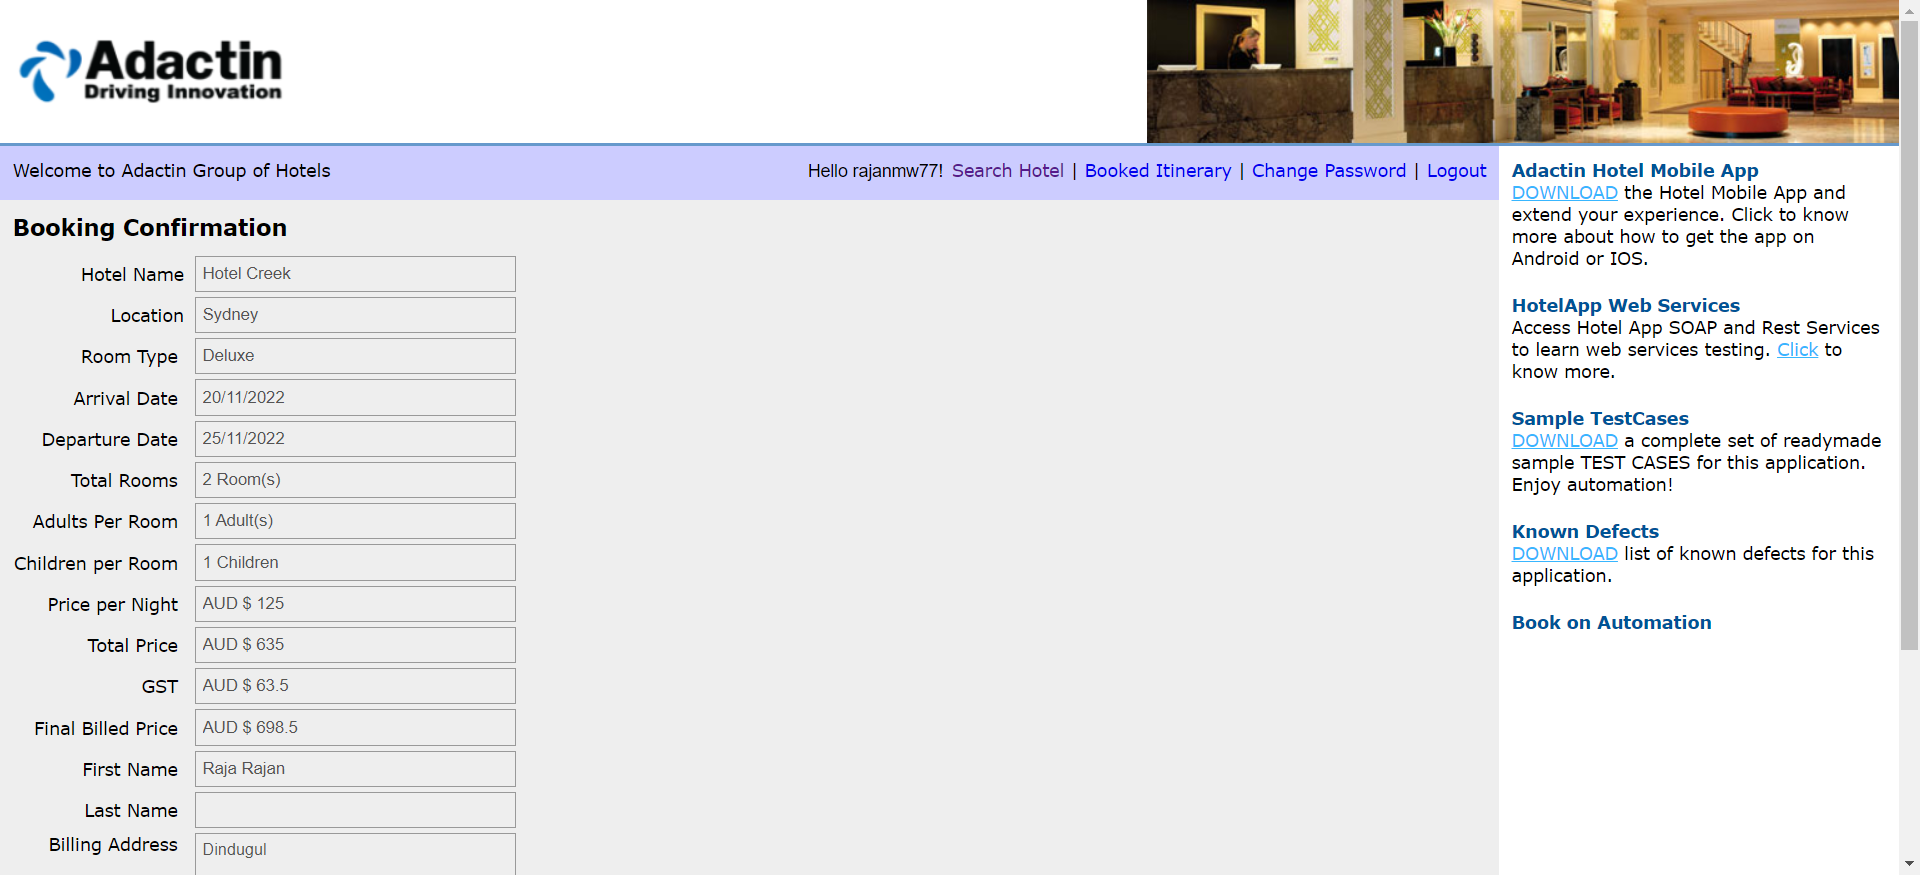 Adactin
Driving Innovation
Welcome to Adactin Group of Hotels
Hello rajanmw77! Search Hotel | Booked Itinerary | Change Password | Logout
Booking Confirmation
Hotel Name Hotel Creek
Location Sydney
Room Type Deluxe
Arrival Date 20/11/2022
Departure Date 25/11/2022
Total Rooms 2 Room(s)
Adults Per Room 1 Adult(s)
Children per Room 1 Children
Price per Night AUD $ 125
Total Price AUD $ 635
GST AUD $ 63.5
Final Billed Price AUD $ 698.5
First Name Raja Rajan
Last Name
Billing Address Dindugul
Adactin Hotel Mobile App
DOWNLOAD the Hotel Mobile App and
extend your experience. Click to know
more about how to get the app on
Android or IOS.
HotelApp Web Services
Access Hotel App SOAP and Rest Services
to learn web services testing. Click to
know more.
Sample TestCases
DOWNLOAD a complete set of readymade
sample TEST CASES for this application.
Enjoy automation!
Known Defects
DOWNLOAD list of known defects for this
application.
Book on Automation